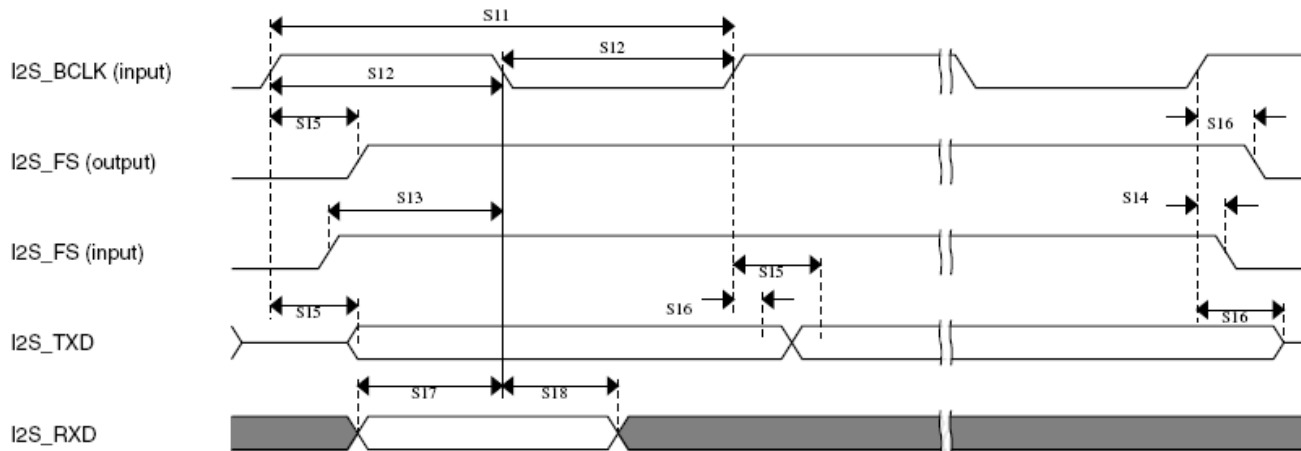 S11
I2S_BCLK (input)
S12
S12
S15
S16
I2S_FS (output)
S13
S14
I2S_FS (input)
S15
S15
S16
S16
I2S_TXD
S17
S18
I2S_RXD